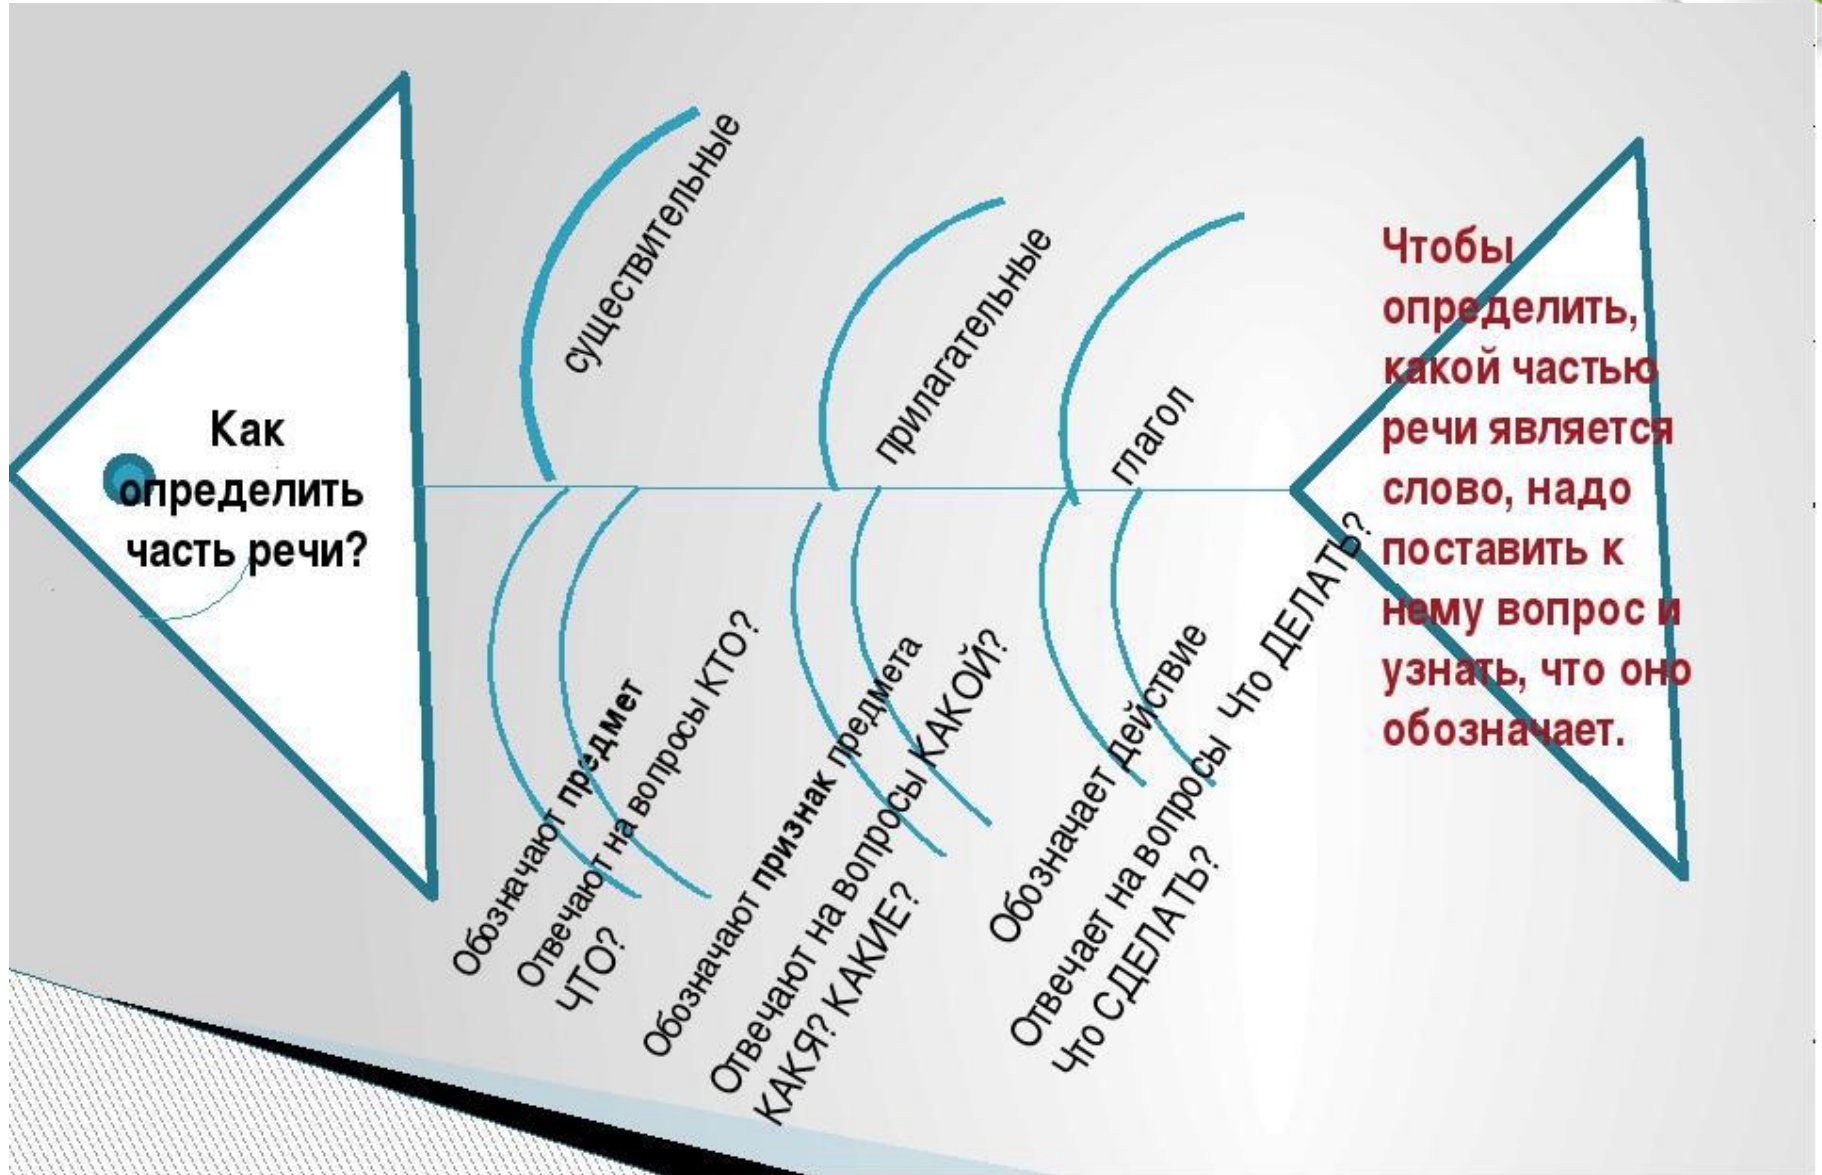 Как
определить
часть речи?
существительные
прилагательные
глагол
Обозначают предмет
Отвечают на вопросы КТО?
ЧТО?
Обозначают признак предмета
Отвечают на вопросы КАКОЙ?
КАКЯ? КАКИЕ?
Обозначает действие
Отвечает на вопросы Что ДЕЛАТЬ?
Что СДЕЛАТЬ?
Чтобы
определить,
какой частью
речи является
слово, надо
поставить к
нему вопрос и
узнать, что оно
обозначает.